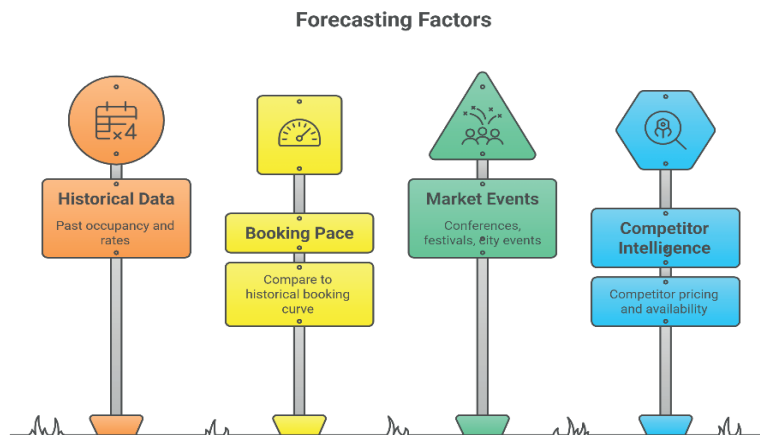 Forecasting Factors
×4
Historical Data
Past occupancy and
rates
Booking Pace
Compare to
historical booking
curve
Market Events
Conferences,
festivals, city events
Competitor
Intelligence
Competitor pricing
and availability